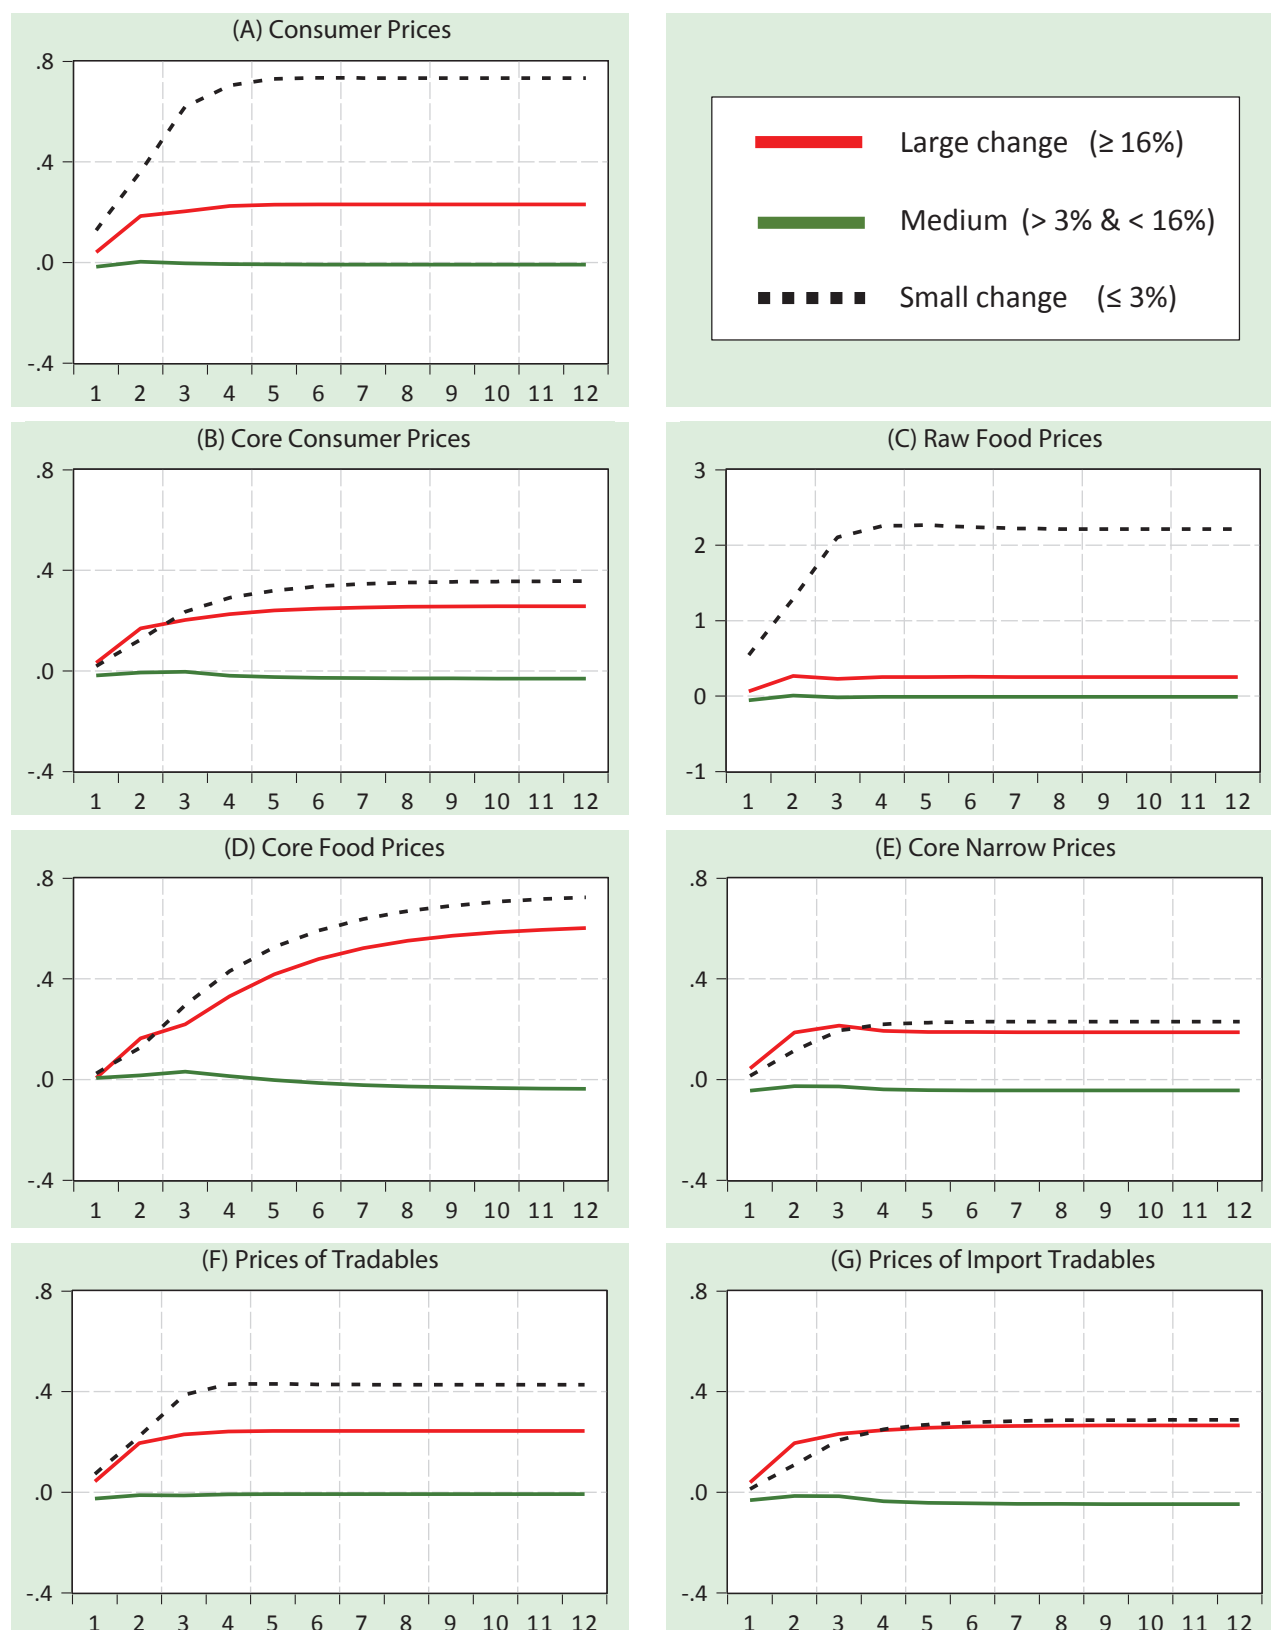 (A) Consumer Prices
.8
.4
.0
-.4
1 2 3 4 5 6 7 8 9 10 11 12
Large change (≥ 16%)
Medium (> 3% & < 16%)
Small change (≤ 3%)
(B) Core Consumer Prices
.8
.4
.0
-.4
1 2 3 4 5 6 7 8 9 10 11 12
(C) Raw Food Prices
3
2
1
0
-1
1 2 3 4 5 6 7 8 9 10 11 12
(D) Core Food Prices
.8
.4
.0
-.4
1 2 3 4 5 6 7 8 9 10 11 12
(E) Core Narrow Prices
.8
.4
.0
-.4
1 2 3 4 5 6 7 8 9 10 11 12
(F) Prices of Tradables
.8
.4
.0
-.4
1 2 3 4 5 6 7 8 9 10 11 12
(G) Prices of Import Tradables
.8
.4
.0
-.4
1 2 3 4 5 6 7 8 9 10 11 12